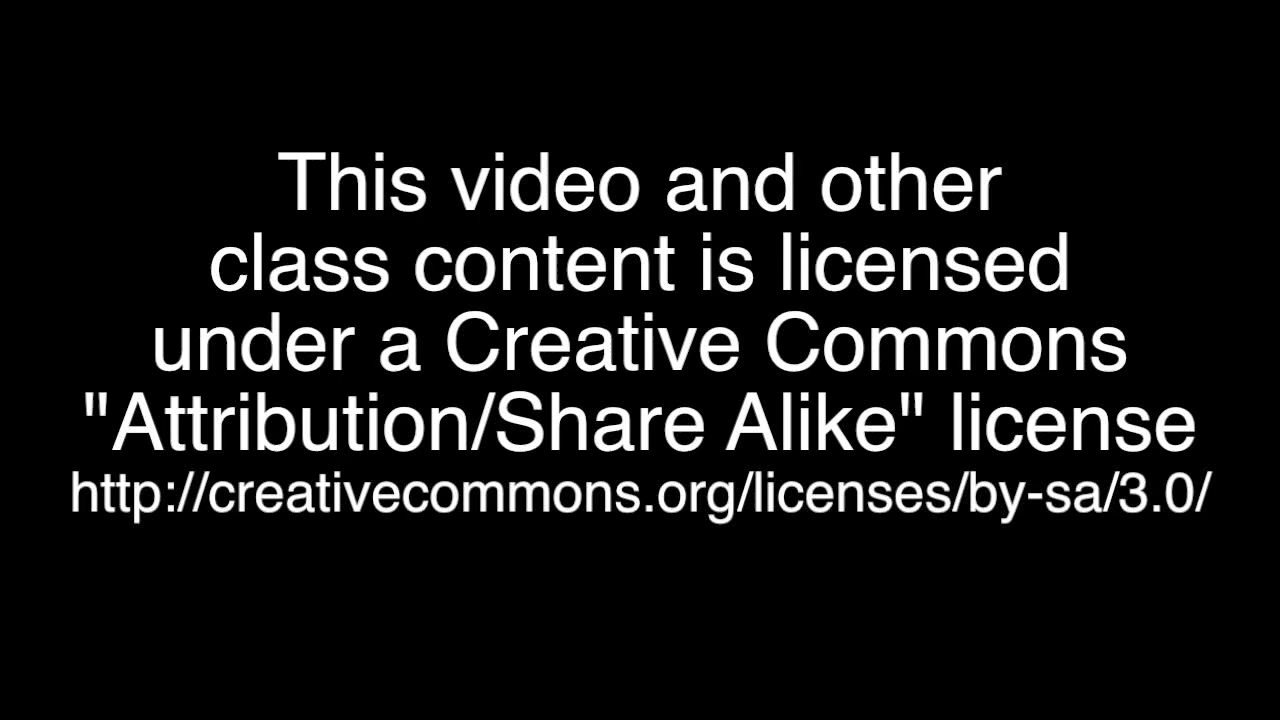 This video and other
class content is licensed
under a Creative Commons
"Attribution/Share Alike" license
http://creativecommons.org/licenses/by-sa/3.0/